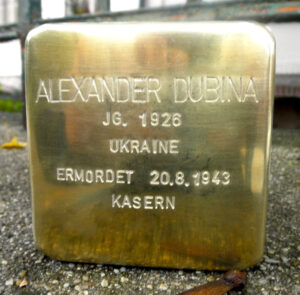 ALEXANDER DUBINA
JG. 1926
UKRAINE
ERMORDET 20.8.1943
KASERN